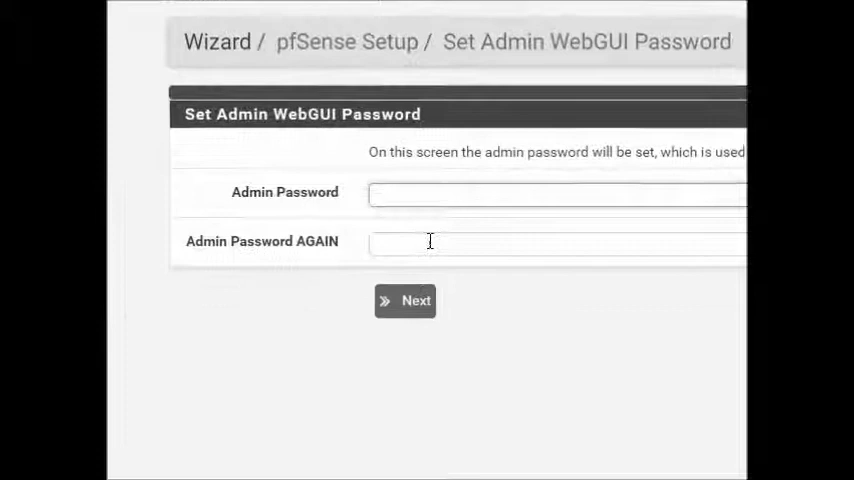 Wizard / pfSense Setup / Set Admin WebGUI Password
Set Admin WebGUI Password
On this screen the admin password will be set, which is used
Admin Password
Admin Password AGAIN
Next